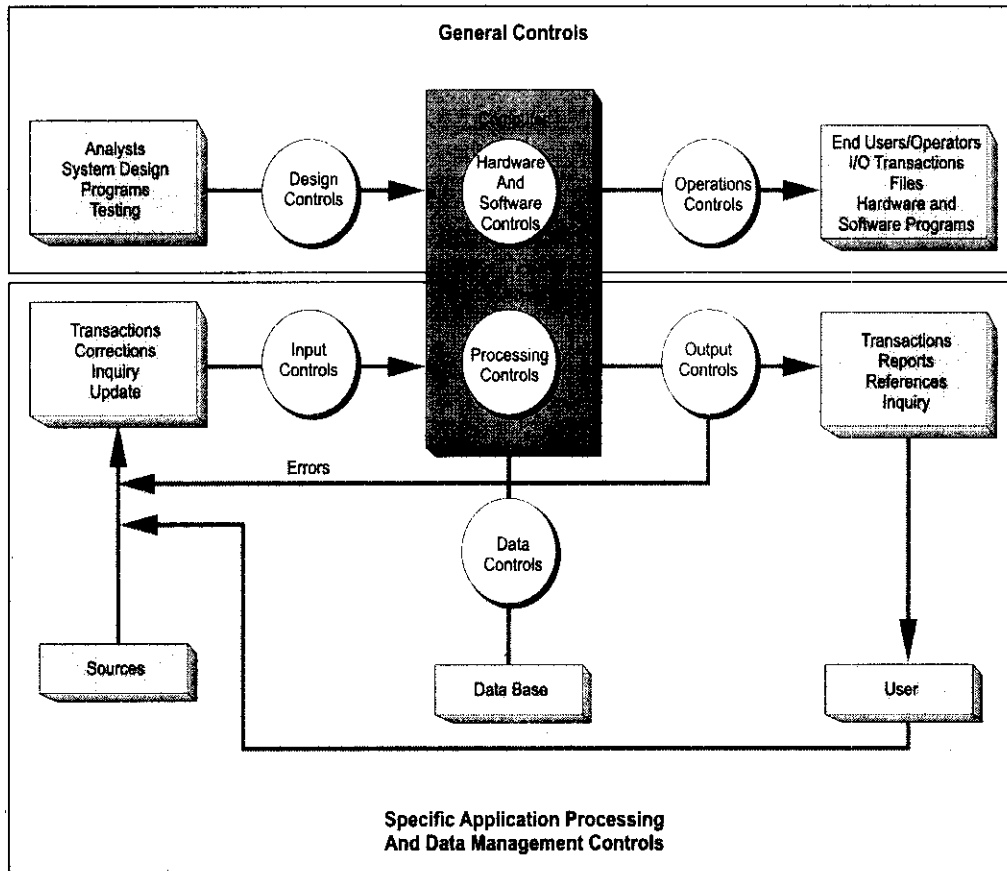 General Controls
Analysts
System Design
Programs
Testing
Design
Controls
Computer
Hardware
And
Software
Controls
Operations
Controls
End Users/Operators
I/O Transactions
Files
Hardware and
Software Programs
Transactions
Corrections
Inquiry
Update
Input
Controls
Processing
Controls
Output
Controls
Transactions
Reports
References
Inquiry
Errors
Data
Controls
Sources
Data Base
User
Specific Application Processing
And Data Management Controls